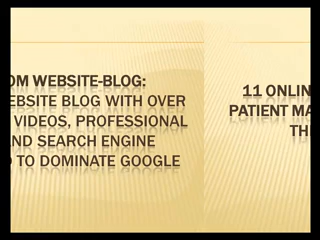 OM WEBSITE-BLOG:
EBSITE BLOG WITH OVER
VIDEOS, PROFESSIONAL
AND SEARCH ENGINE
TO DOMINATE GOOGLE
11 ONLIN
PATIENT MA
TH